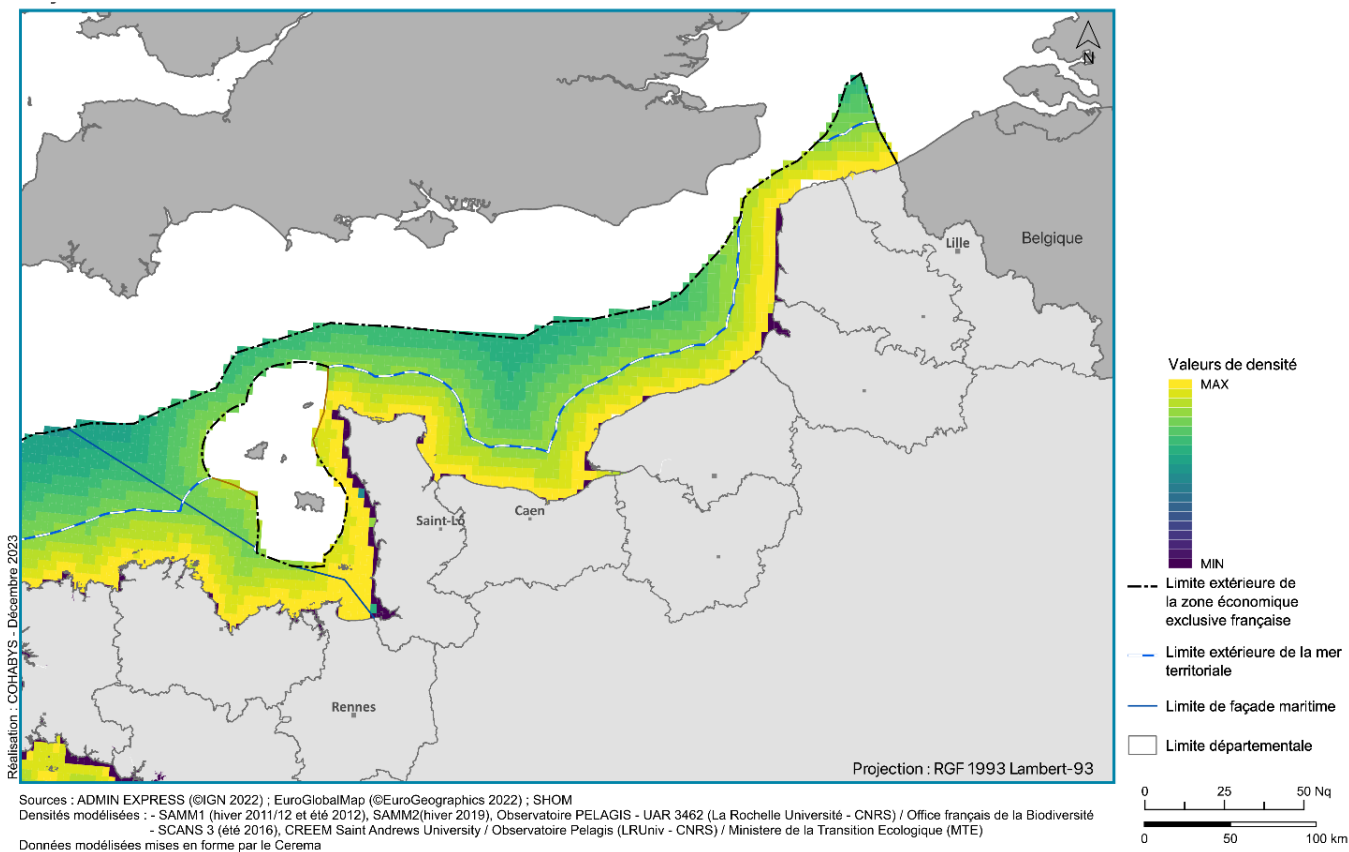 N
Lille
Belgique
Saint-Lô
Caen
Rennes
Projection : RGF 1993 Lambert-93
Réalisation : COHABYS - Décembre 2023
Valeurs de densité
MAX
MIN
Limite extérieure de
la zone économique
exclusive française
Limite extérieure de la mer
territoriale
Limite de façade maritime
Limite départementale
0 25 50 Nq
0 50 100 km
Sources : ADMIN EXPRESS (©IGN 2022) ; EuroGlobalMap (©EuroGeographics 2022) ; SHOM
Densités modélisées : - SAMM1 (hiver 2011/12 et été 2012), SAMM2(hiver 2019), Observatoire PELAGIS - UAR 3462 (La Rochelle Université - CNRS) / Office français de la Biodiversité
- SCANS 3 (été 2016), CREEM Saint Andrews University / Observatoire Pelagis (LRUniv - CNRS) / Ministere de la Transition Ecologique (MTE)
Données modélisées mises en forme par le Cerema